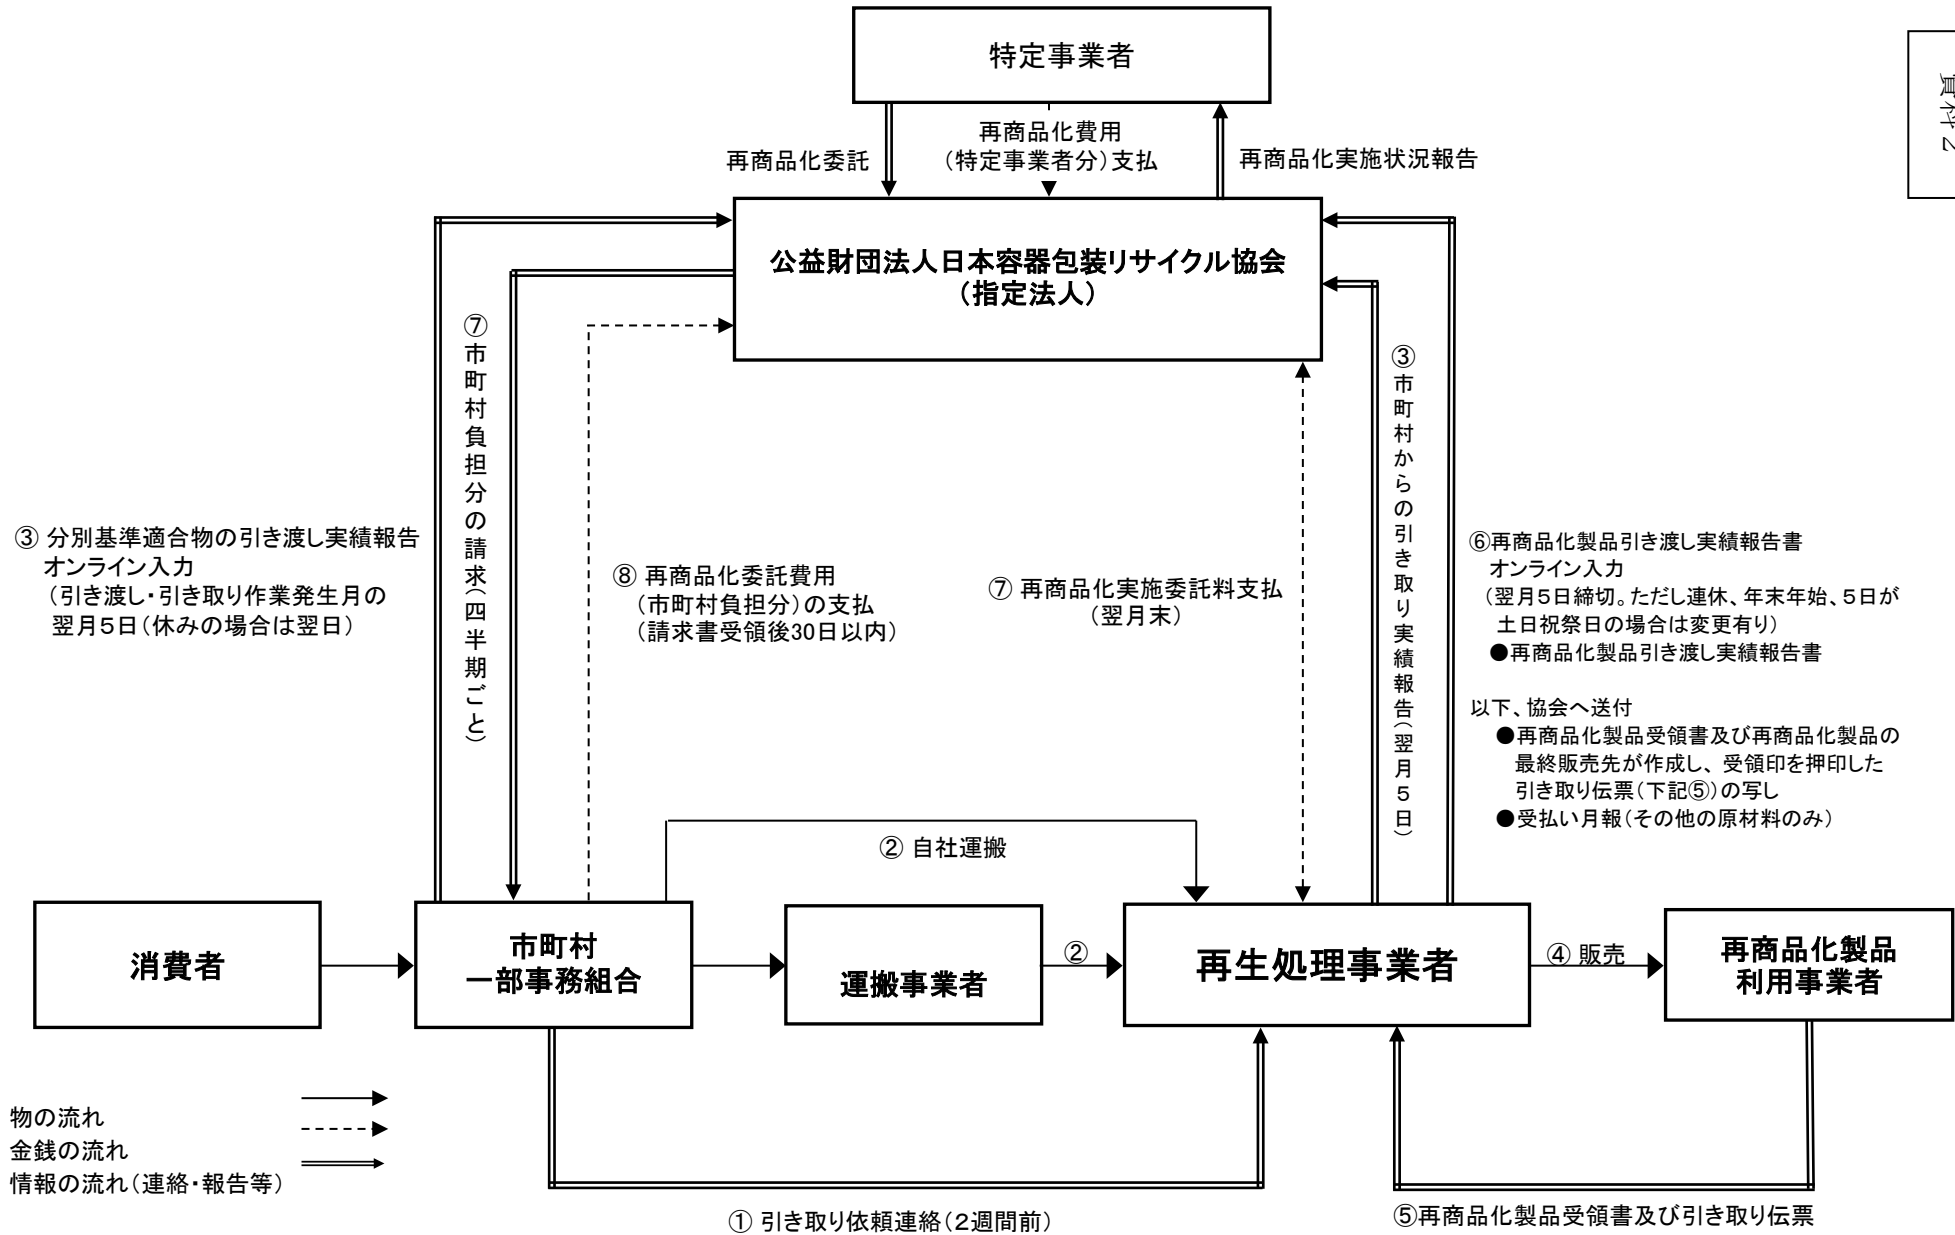 特定事業者
資料2
再商品化委託
再商品化費用
（特定事業者分）支払
再商品化実施状況報告
公益財団法人日本容器包装リサイクル協会
（指定法人）
⑦市町村負担分の請求（四半期ごと）
③市町村からの引き取り実績報告（翌月５日）
③ 分別基準適合物の引き渡し実績報告
オンライン入力
（引き渡し・引き取り作業発生月の
翌月５日（休みの場合は翌日）
⑧ 再商品化委託費用
（市町村負担分）の支払
（請求書受領後30日以内）
⑦ 再商品化実施委託料支払
（翌月末）
⑥再商品化製品引き渡し実績報告書
オンライン入力
（翌月５日締切。ただし連休、年末年始、５日が
土日祝祭日の場合は変更有り）
●再商品化製品引き渡し実績報告書
以下、協会へ送付
●再商品化製品受領書及び再商品化製品の
最終販売先が作成し、受領印を押印した
引き取り伝票（下記⑤）の写し
●受払い月報（その他の原材料のみ）
② 自社運搬
消費者
市町村
一部事務組合
運搬事業者
②
再生処理事業者
④ 販売
再商品化製品
利用事業者
物の流れ
金銭の流れ
情報の流れ（連絡・報告等）
① 引き取り依頼連絡（２週間前）
⑤再商品化製品受領書及び引き取り伝票